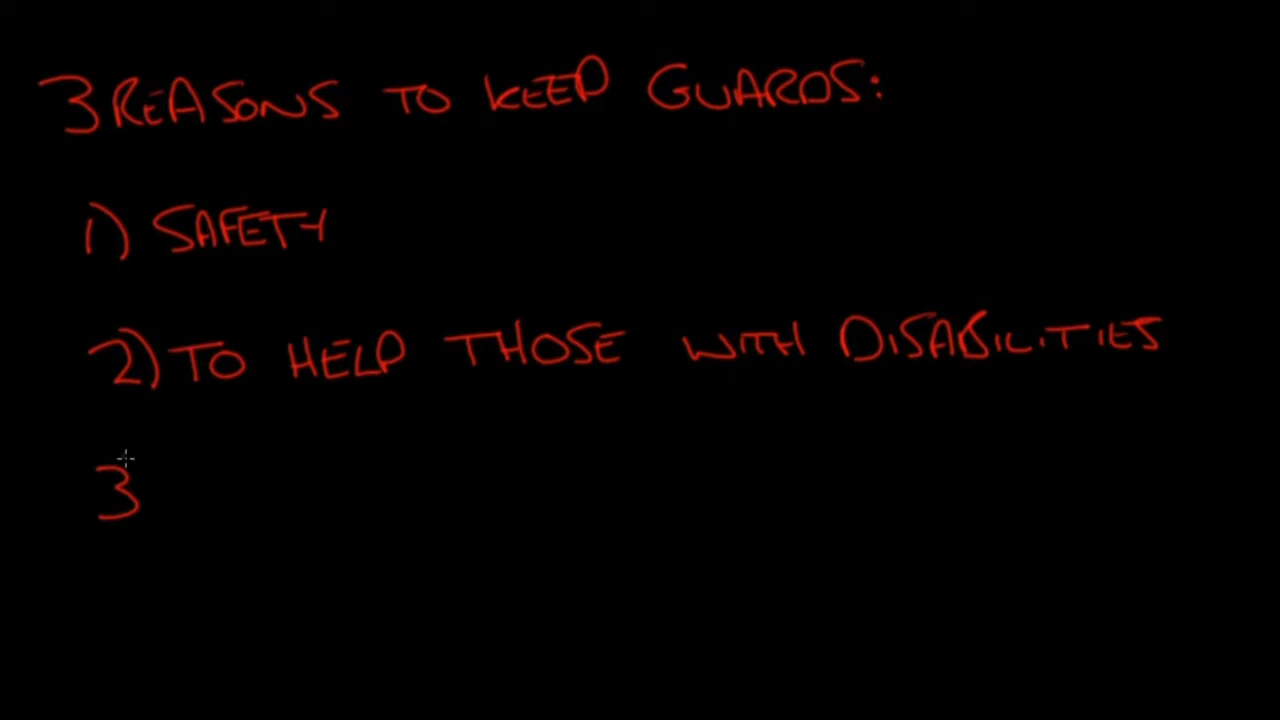 3 REASONS TO KEEP GUARDS:
1) SAFETY
2) TO HELP THOSE WITH DISABILITIES
3